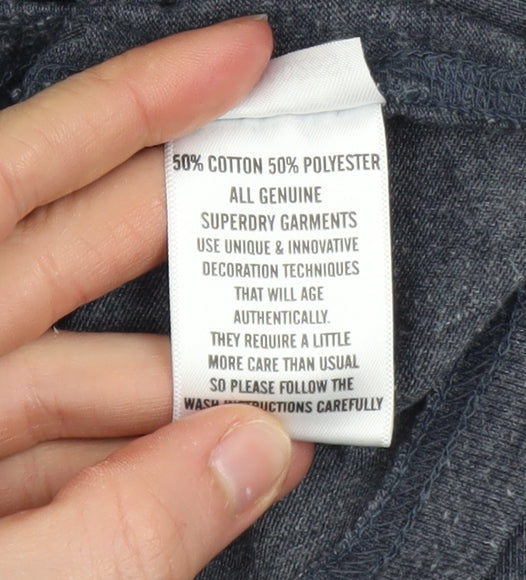 50% COTTON 50% POLYESTER
ALL GENUINE
SUPERDRY GARMENTS
USE UNIQUE & INNOVATIVE
DECORATION TECHNIQUES
THAT WILL AGE
AUTHENTICALLY.
THEY REQUIRE A LITTLE
MORE CARE THAN USUAL
SO PLEASE FOLLOW THE
WASH INSTRUCTIONS CAREFULLY